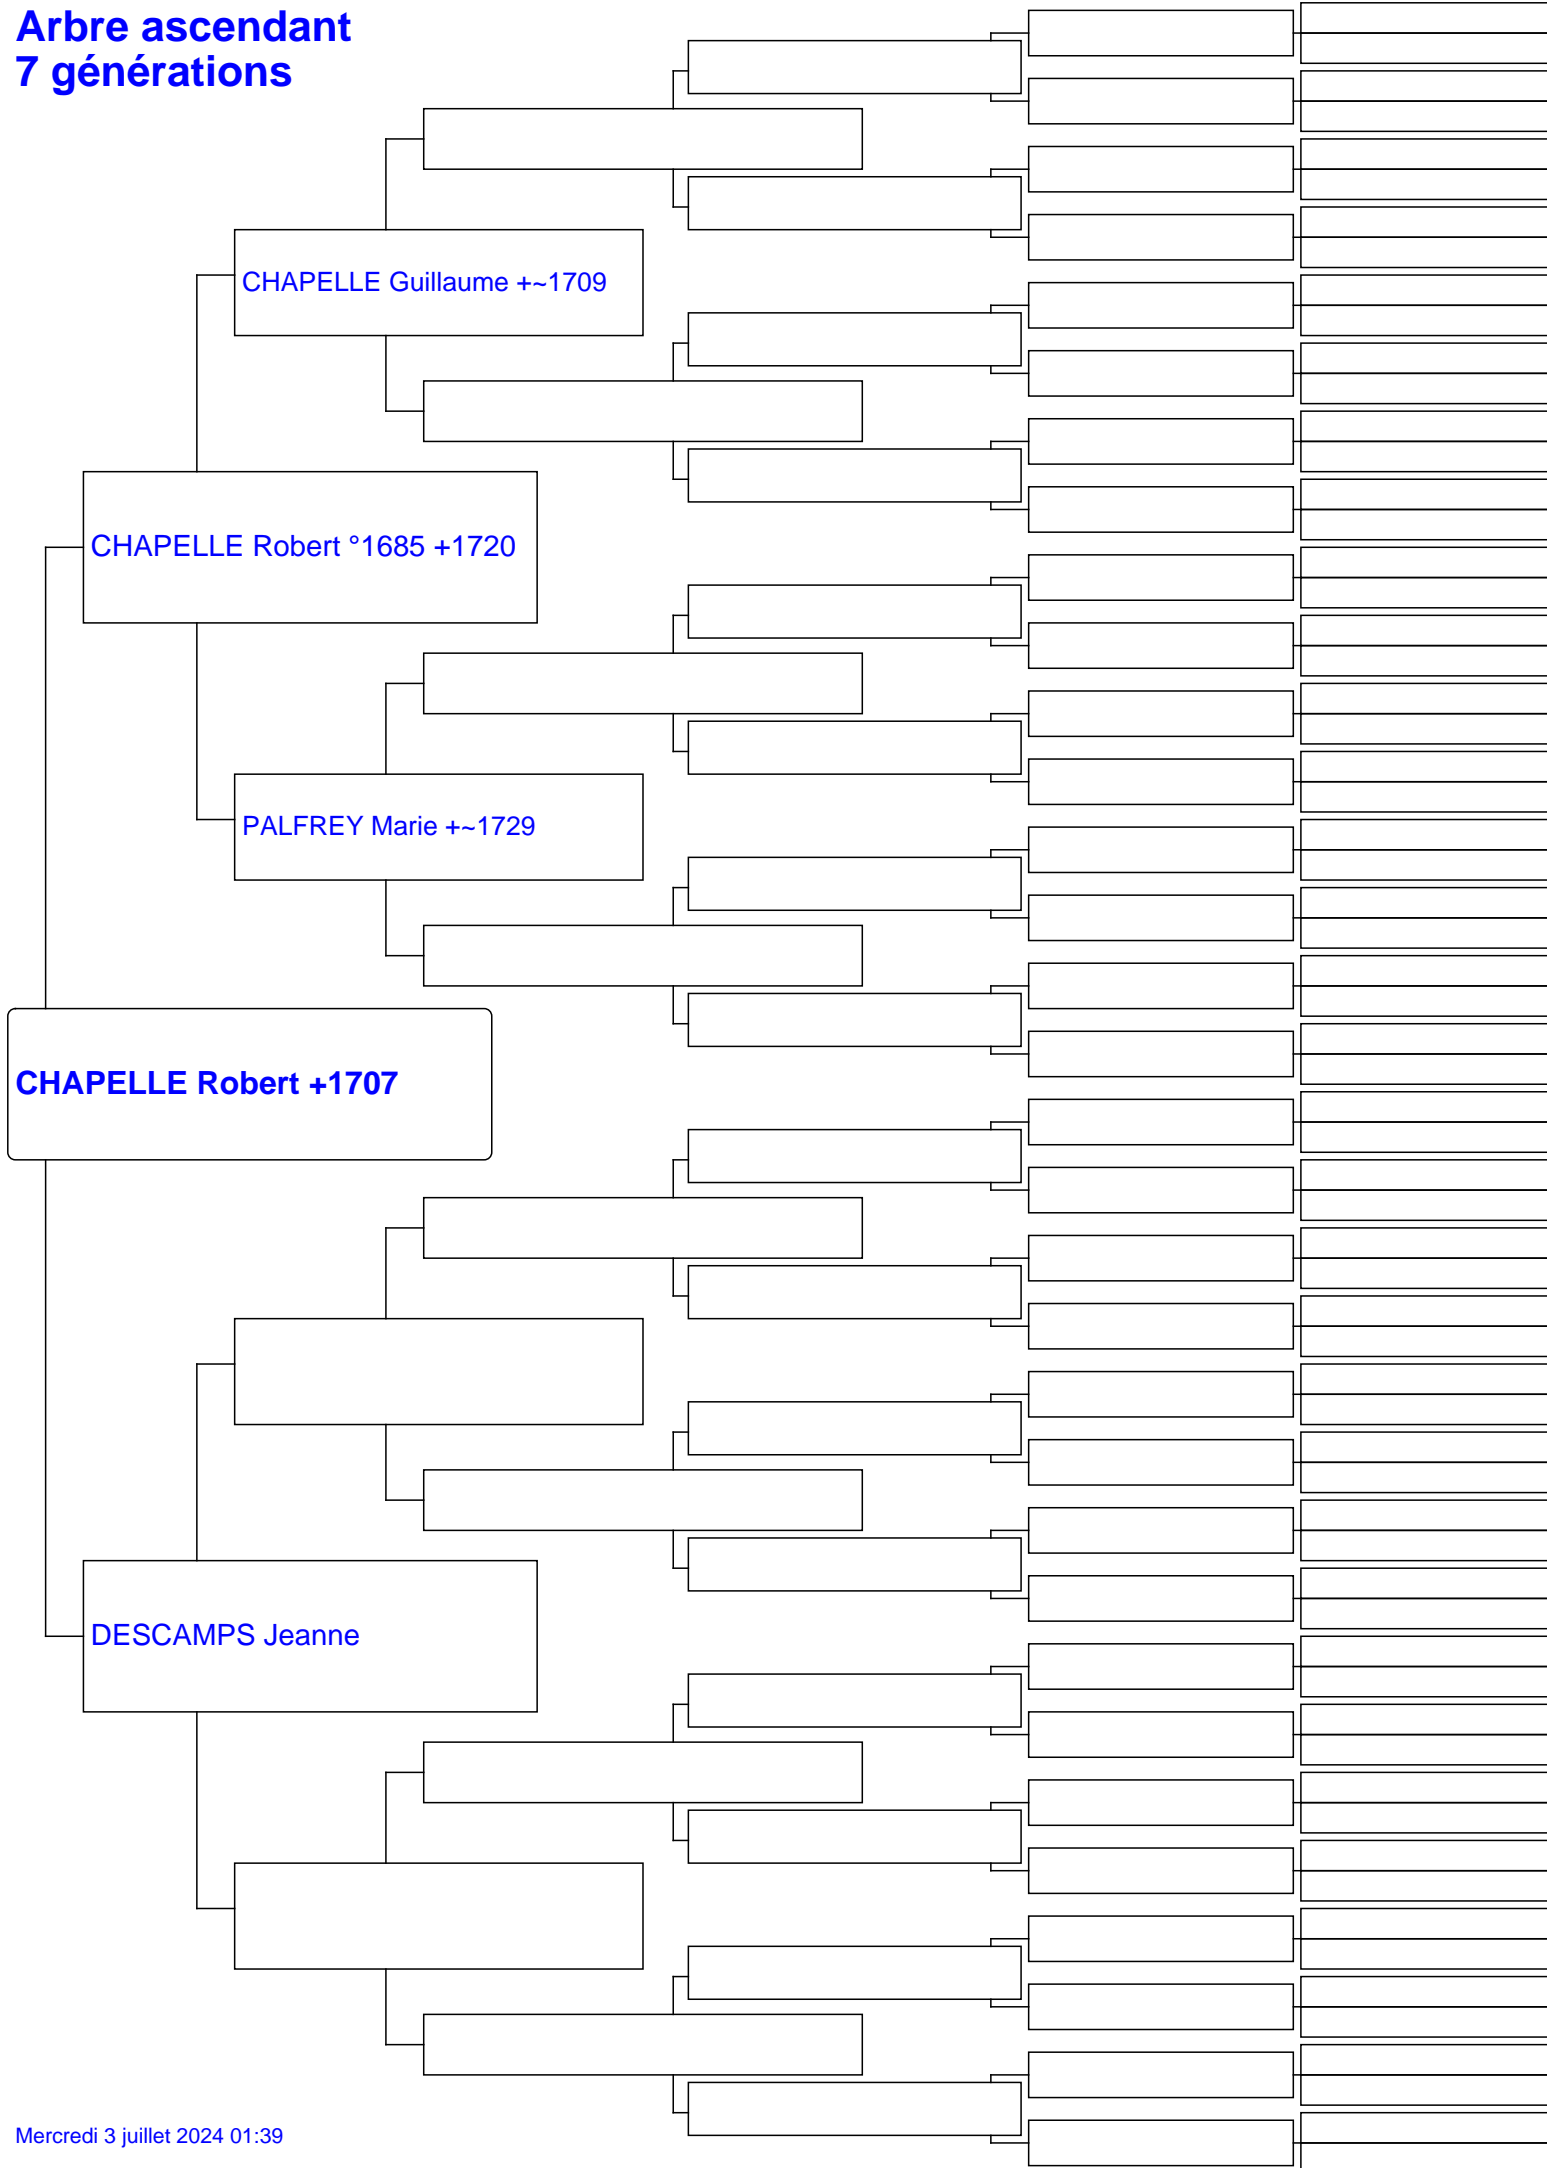 Arbre ascendant
7 générations
CHAPELLE Guillaume +~1709
CHAPELLE Robert °1685 +1720
PALFREY Marie +~1729
CHAPELLE Robert +1707
DESCAMPS Jeanne
Mercredi 3 juillet 2024 01:39